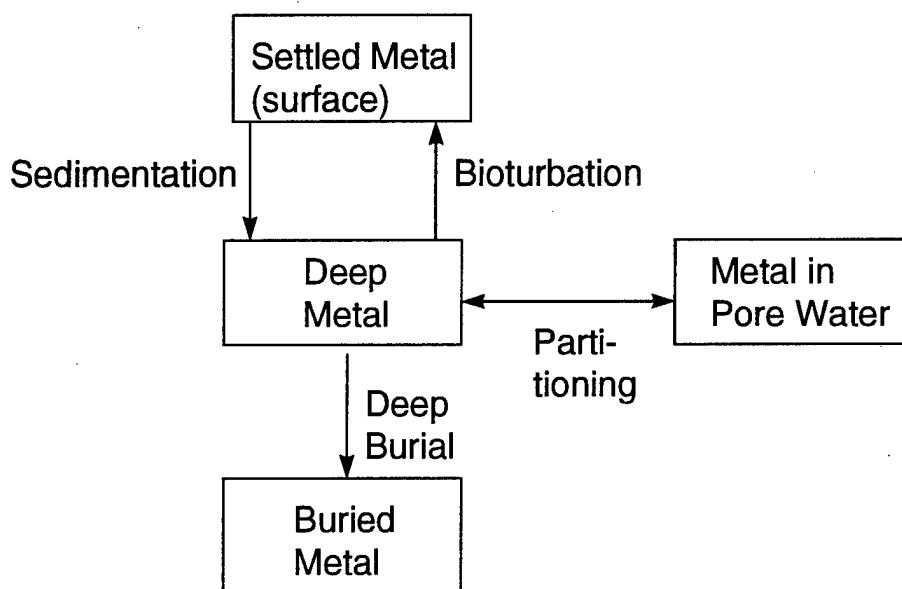 Settled Metal
(surface)
Sedimentation
Bioturbation
Deep
Metal
Metal in
Pore Water
Parti-
tioning
Deep
Burial
Buried
Metal